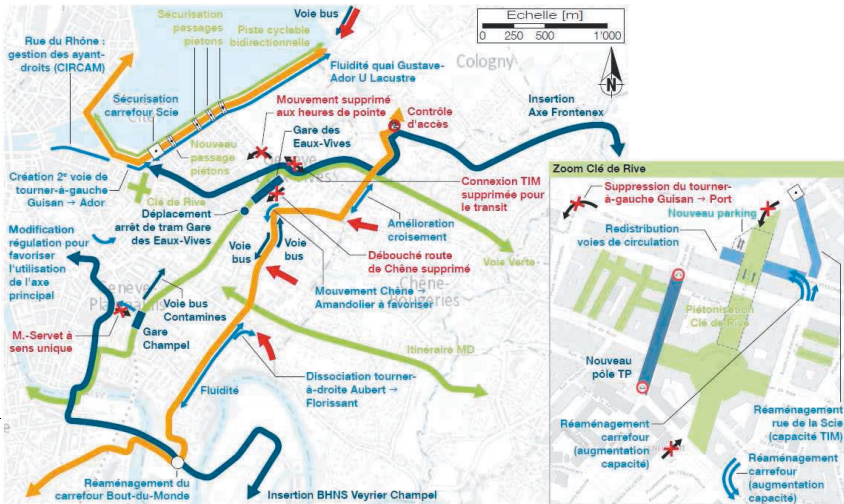 Sécurisation
passages
piétons
Voie bus
Piste cyclable
bidirectionnelle
Echelle [m]
0 250 500 1'000
N
Rue du Rhône :
gestion des ayant-
droits (CIRCAM)
Fluidité quai Gustave-
Ador U Lacustre
Cologny
Sécurisation
carrefour Scie
Mouvement supprimé
aux heures de pointe
Contrôle
d'accès
Insertion
Axe Frontenex
Gare des
Eaux-Vives
Nouveau
passage
piétons
Création 2e voie de
tourner-à-gauche
Guisan → Ador
Clé de Rive
Connexion TIM
supprimée pour
le transit
Déplacement
arrêt de tram Gare
des Eaux-Vives
Amélioration
croisement
Modification
régulation pour
favoriser
l'utilisation
de l'axe
principal
Voie
bus
Voie
bus
Débouché route
de Chêne supprimé
Voie Verte
Mouvement Chêne →
Amandolier à favoriser
Chêne-
Bougeries
Voie bus
Contamines
M.-Servet à
sens unique
Gare
Champel
Itinéraire MD
Fluidité
Dissociation tourner-
à-droite Aubert →
Florissant
Réaménagement du
carrefour Bout-du-Monde
Insertion BHNS Veyrier Champel
Zoom Clé de Rive
Suppression du tourner-
à-gauche Guisan → Port
Nouveau parking
Redistribution
voies de circulation
Piétonisation
Clé de Rive
Nouveau
pôle TP
Réaménagement
carrefour
(augmentation
capacité)
Réaménagement
rue de la Scie
(capacité TIM)
Réaménagement
carrefour
(augmentation
capacité)